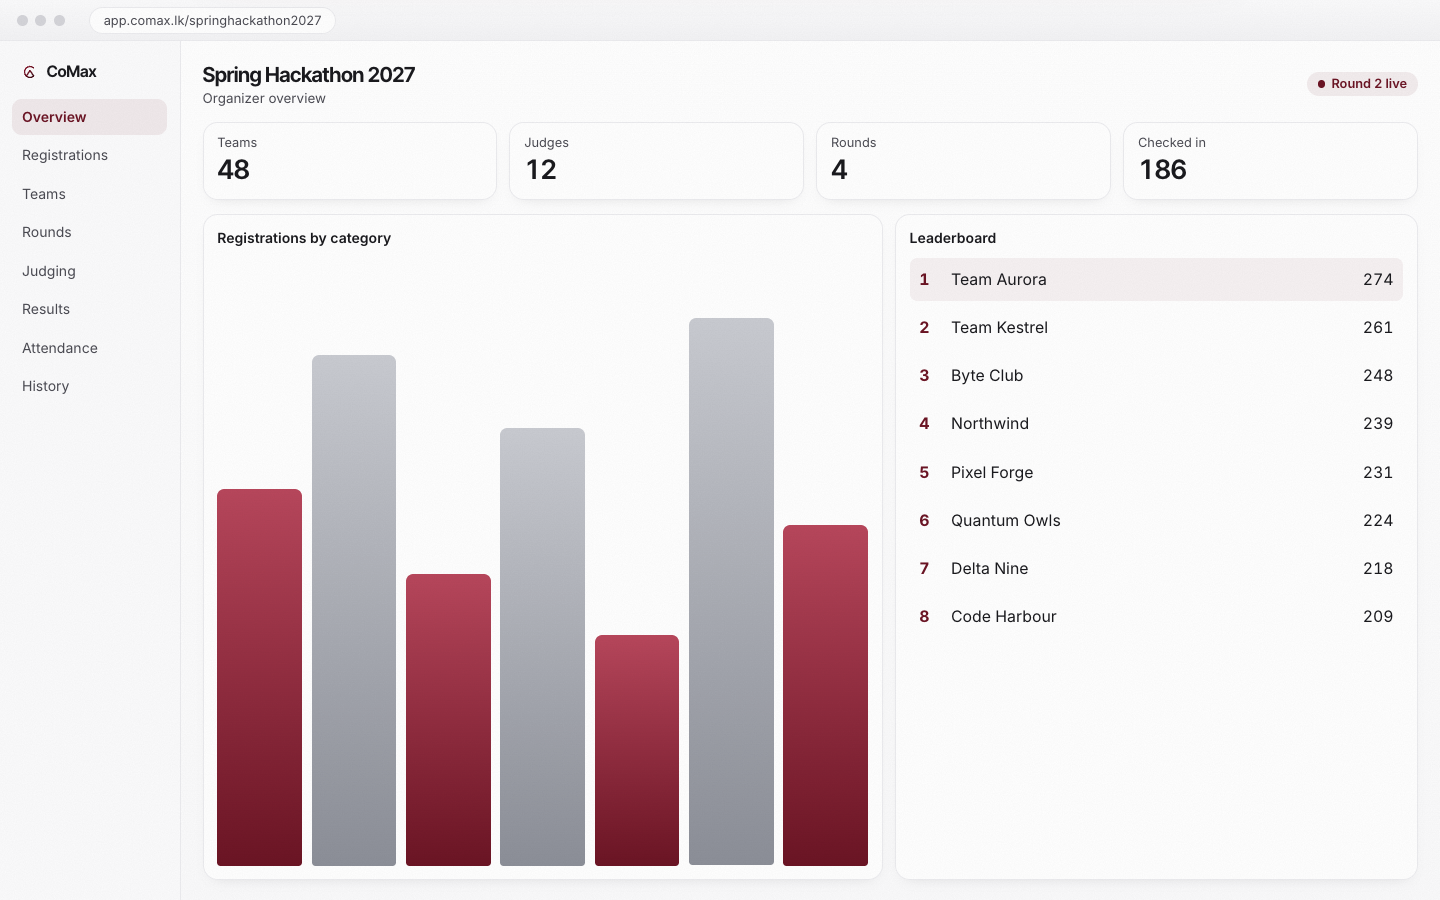 app.comax.lk/springhackathon2027
CoMax
Overview
Registrations
Teams
Rounds
Judging
Results
Attendance
History
Spring Hackathon 2027
Organizer overview
Round 2 live
Teams
48
Judges
12
Rounds
4
Checked in
186
Registrations by category
Leaderboard
1 Team Aurora 274
2 Team Kestrel 261
3 Byte Club 248
4 Northwind 239
5 Pixel Forge 231
6 Quantum Owls 224
7 Delta Nine 218
8 Code Harbour 209